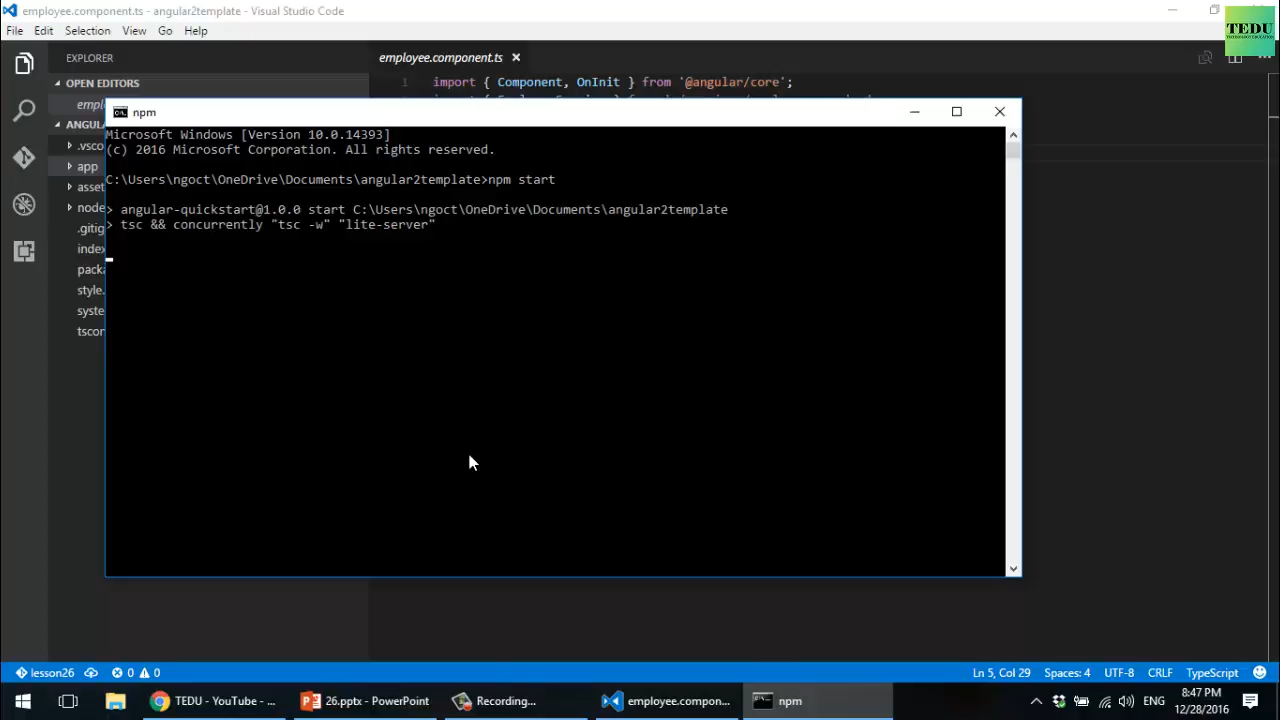 employee.component.ts - angular2template - Visual Studio Code
TEDU
File Edit Selection View Go Help
EXPLORER
employee.component.ts
OPEN EDITORS
1 import { Component, OnInit } from '@angular/core';
npm
Microsoft Windows [Version 10.0.14393]
(c) 2016 Microsoft Corporation. All rights reserved.
C:\Users\ngoct\OneDrive\Documents\angular2template>npm start
> angular-quickstart@1.0.0 start C:\Users\ngoct\OneDrive\Documents\angular2template
> tsc && concurrently "tsc -w" "lite-server"
empl
ANGU
.vsco
app
asset
node
.gitig
index
packa
style.
syste
tscon
lesson26 0 0 Ln 5, Col 29 Spaces: 4 UTF-8 CRLF TypeScript
TEDU - YouTube - ... 26.pptx - PowerPoint Recording... employee.compon... npm ENG 8:47 PM
12/28/2016